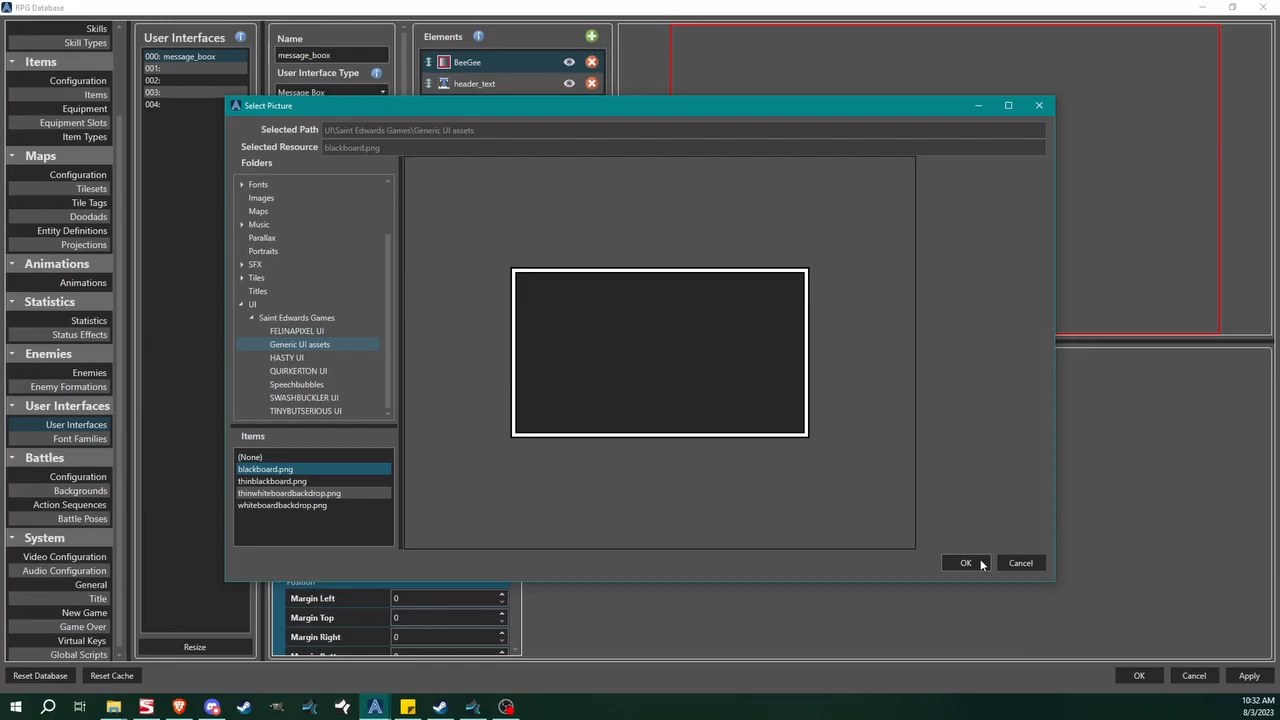 RPG Database
Skills
Skill Types
Items
Configuration
Items
Equipment
Equipment Slots
Item Types
Maps
Configuration
Tilesets
Tile Tags
Doodads
Entity Definitions
Projections
Animations
Animations
Statistics
Statistics
Status Effects
Enemies
Enemies
Enemy Formations
User Interfaces
User Interfaces
Font Families
Battles
Configuration
Backgrounds
Action Sequences
Battle Poses
System
Video Configuration
Audio Configuration
General
Title
New Game
Game Over
Virtual Keys
Global Scripts
User Interfaces
000: message_boox
001:
002:
003:
004:
Resize
Name
message_boox
User Interface Type
Message Box
Elements
BeeGee
header_text
Select Picture
Selected Path UI\Saint Edwards Games\Generic UI assets
Selected Resource blackboard.png
Folders
Fonts
Images
Maps
Music
Parallax
Portraits
SFX
Tiles
Titles
UI
Saint Edwards Games
FELINAPIXEL UI
Generic UI assets
HASTY UI
QUIRKERTON UI
Speechbubbles
SWASHBUCKLER UI
TINYBUTSERIOUS UI
Items
(None)
blackboard.png
thinblackboard.png
thinwhiteboardbackdrop.png
whiteboardbackdrop.png
OK Cancel
Position
Margin Left 0
Margin Top 0
Margin Right 0
Reset Database Reset Cache OK Cancel Apply
10:32 AM
8/3/2023